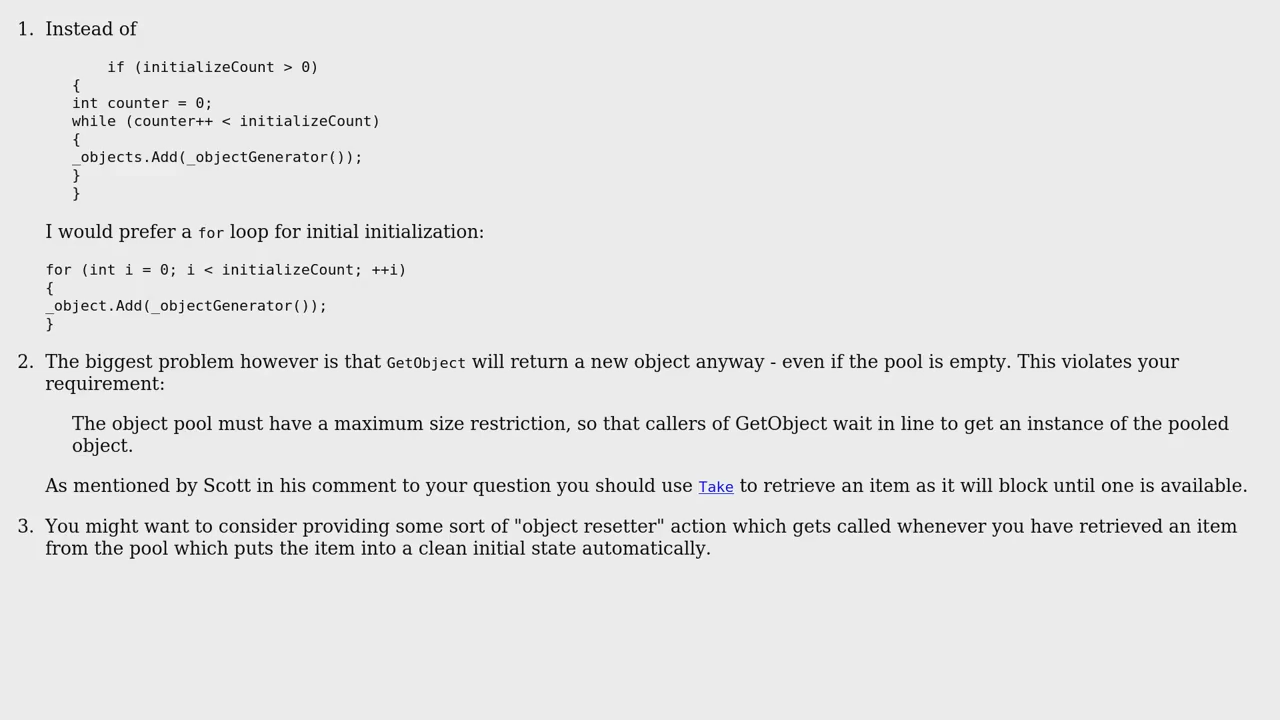 1. Instead of
if (initializeCount > 0)
{
int counter = 0;
while (counter++ < initializeCount)
{
_objects.Add(_objectGenerator());
}
}
I would prefer a for loop for initial initialization:
for (int i = 0; i < initializeCount; ++i)
{
_object.Add(_objectGenerator());
}
2. The biggest problem however is that GetObject will return a new object anyway - even if the pool is empty. This violates your
requirement:
The object pool must have a maximum size restriction, so that callers of GetObject wait in line to get an instance of the pooled
object.
As mentioned by Scott in his comment to your question you should use Take to retrieve an item as it will block until one is available.
3. You might want to consider providing some sort of "object resetter" action which gets called whenever you have retrieved an item
from the pool which puts the item into a clean initial state automatically.